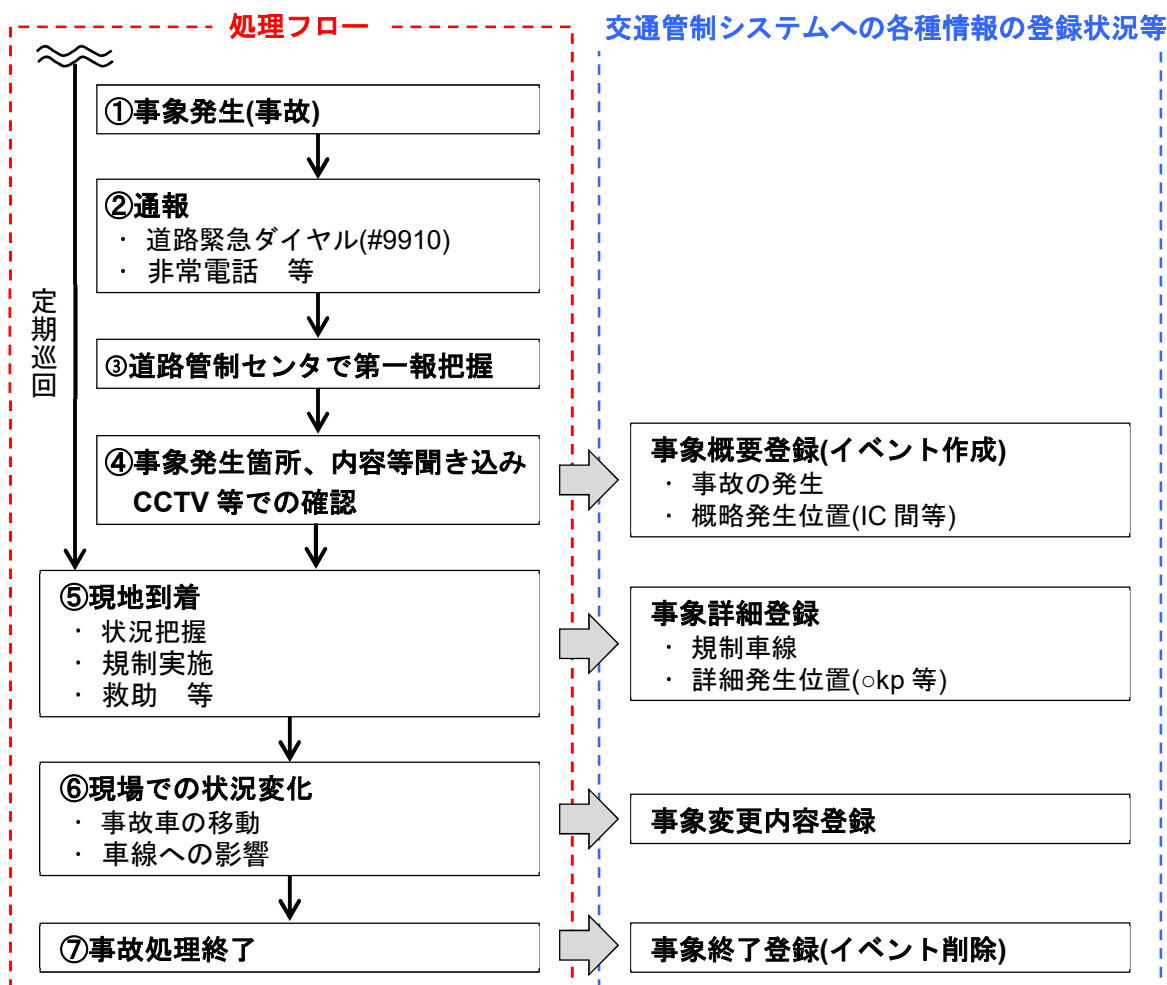 処理フロー
交通管制システムへの各種情報の登録状況等
①事象発生(事故)
②通報
・ 道路緊急ダイヤル(#9910)
・ 非常電話　等
定期巡回
③道路管制センタで第一報把握
④事象発生箇所、内容等聞き込み
CCTV 等での確認
事象概要登録(イベント作成)
・ 事故の発生
・ 概略発生位置(IC 間等)
⑤現地到着
・ 状況把握
・ 規制実施
・ 救助　等
事象詳細登録
・ 規制車線
・ 詳細発生位置(○kp 等)
⑥現場での状況変化
・ 事故車の移動
・ 車線への影響
事象変更内容登録
⑦事故処理終了
事象終了登録(イベント削除)